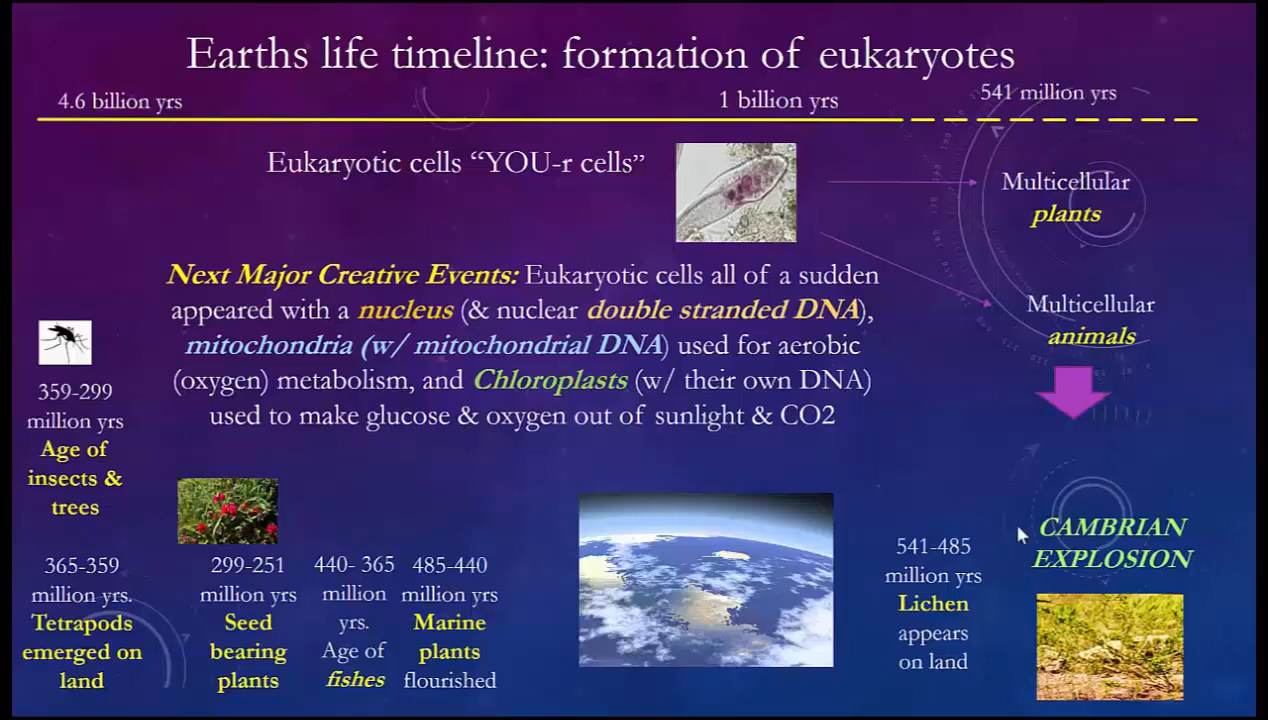 Earths life timeline: formation of eukaryotes
4.6 billion yrs
1 billion yrs
541 million yrs
Eukaryotic cells “YOU-r cells”
Multicellular
plants
Multicellular
animals
Next Major Creative Events: Eukaryotic cells all of a sudden
appeared with a nucleus (& nuclear double stranded DNA),
mitochondria (w/ mitochondrial DNA) used for aerobic
(oxygen) metabolism, and Chloroplasts (w/ their own DNA)
used to make glucose & oxygen out of sunlight & CO2
359-299
million yrs
Age of
insects &
trees
365-359
million yrs.
Tetrapods
emerged on
land
299-251
million yrs
Seed
bearing
plants
440- 365
million
yrs.
Age of
fishes
485-440
million yrs
Marine
plants
flourished
541-485
million yrs
Lichen
appears
on land
CAMBRIAN
EXPLOSION